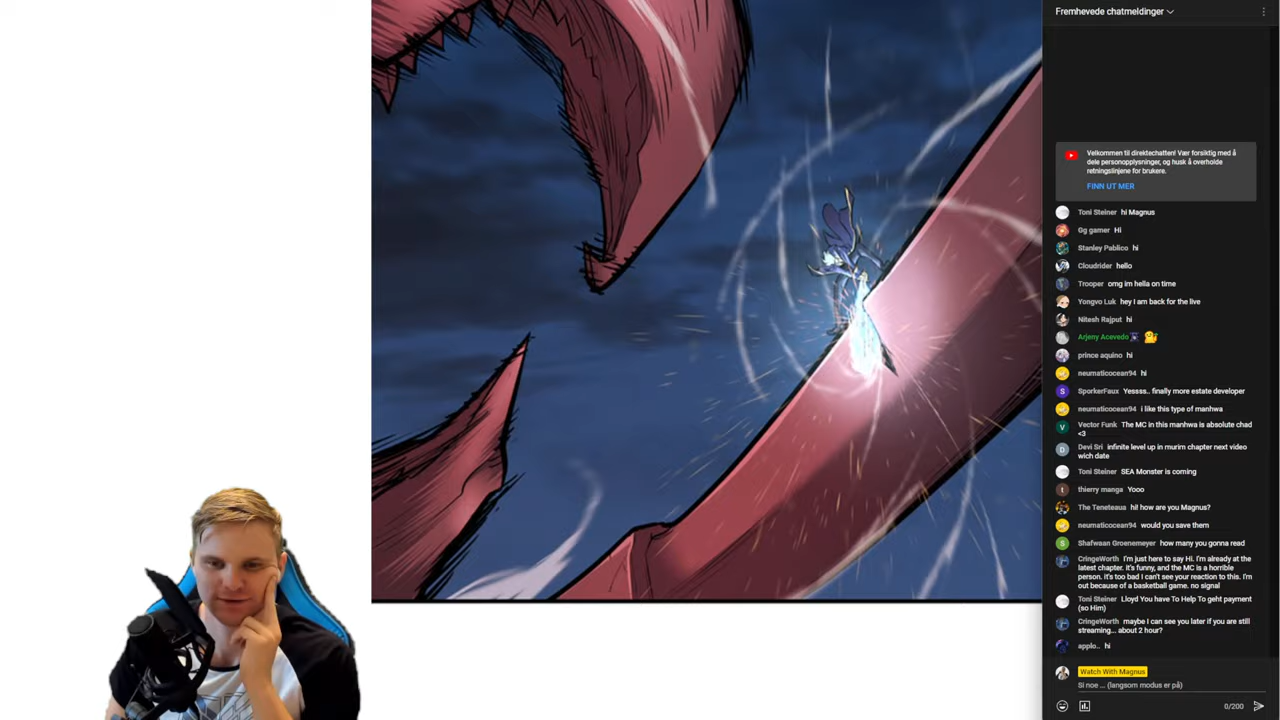 Fremhevede chatmeldinger
Velkommen til direktechatten! Vær forsiktig med å
dele personopplysninger, og husk å overholde
retningslinjene for brukere.
FINN UT MER
Toni Steiner hi Magnus
Gg gamer Hi
Stanley Pablico hi
Cloudrider hello
Trooper omg im hella on time
Yongvo Luk hey I am back for the live
Nitesh Rajput hi
Arjeny Acevedo
prince aquino hi
neumaticocean94 hi
SporkerFaux Yessss.. finally more estate developer
neumaticocean94 i like this type of manhwa
Vector Funk The MC in this manhwa is absolute chad
<3
Devi Sri infinite level up in murim chapter next video
wich date
Toni Steiner SEA Monster is coming
thierry manga Yooo
The Teneteaua hi! how are you Magnus?
neumaticocean94 would you save them
Shafwaan Groenemeyer how many you gonna read
CringeWorth I'm just here to say Hi. I'm already at the
latest chapter. it's funny, and the MC is a horrible
person. it's too bad I can't see your reaction to this. I'm
out because of a basketball game. no signal
Toni Steiner Lloyd You have To Help To geht payment
(so Him)
CringeWorth maybe I can see you later if you are still
streaming... about 2 hour?
applo.. hi
Watch With Magnus
Si noe ... (langsom modus er på)
0/200